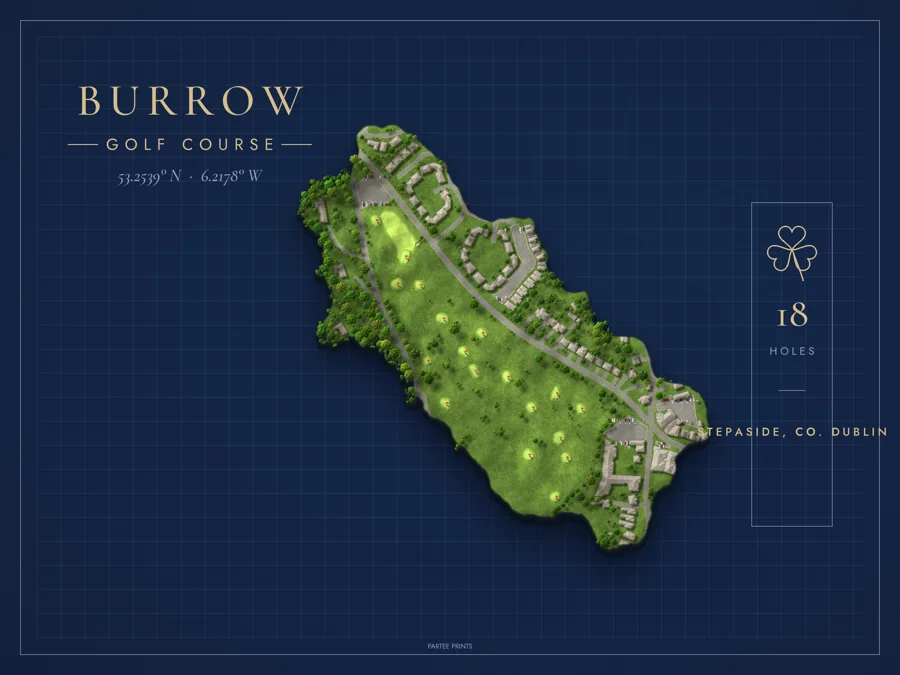 BURROW
GOLF COURSE
53.2539° N · 6.2178° W
18
HOLES
STEPASIDE, CO. DUBLIN
PARTEE PRINTS